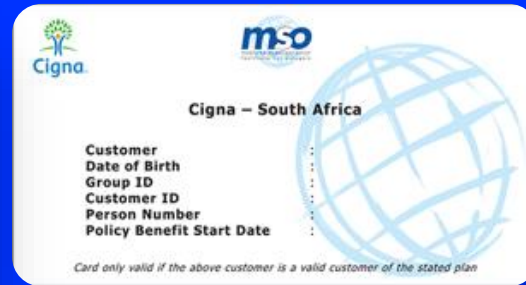 Cigna.
mso
Cigna – South Africa
Customer :
Date of Birth :
Group ID :
Customer ID :
Person Number :
Policy Benefit Start Date :
Card only valid if the above customer is a valid customer of the stated plan